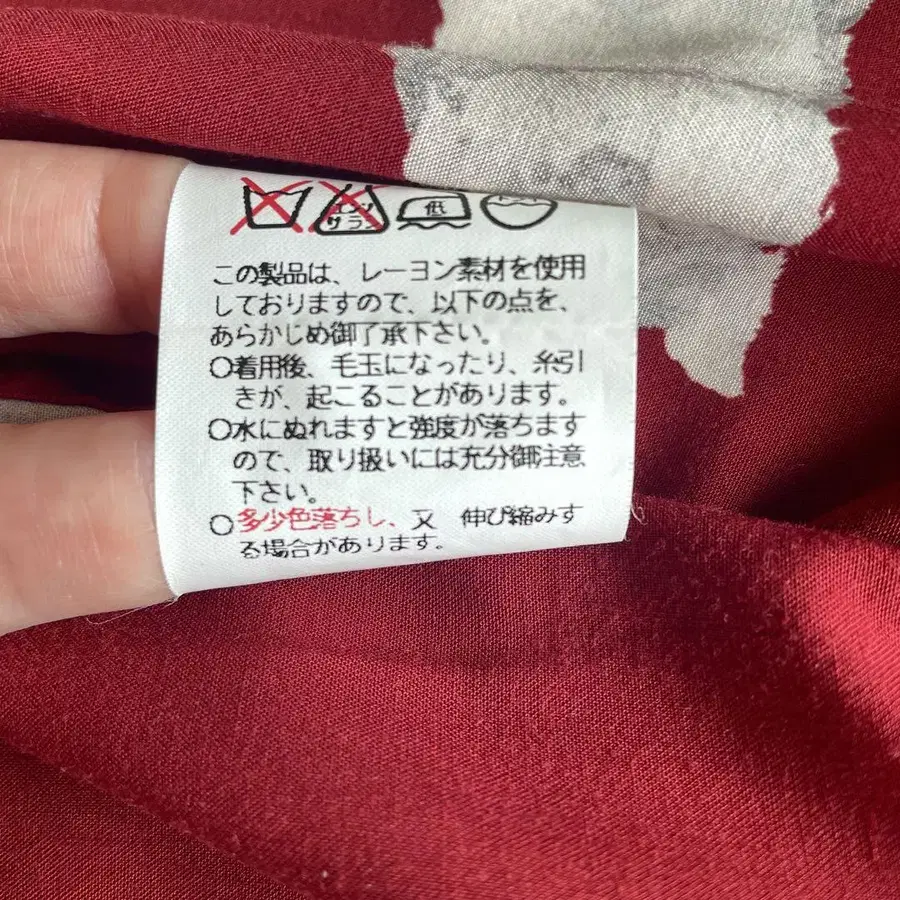 エンソ
サラシ
低
この製品は、レーヨン素材を使用
しておりますので、以下の点を、
あらかじめ御了承下さい。
○着用後、毛玉になったり、糸引
きが、起こることがあります。
○水にぬれますと強度が落ちます
ので、取り扱いには充分御注意
下さい。
○多少色落ちし、又 伸び縮みす
る場合があります。